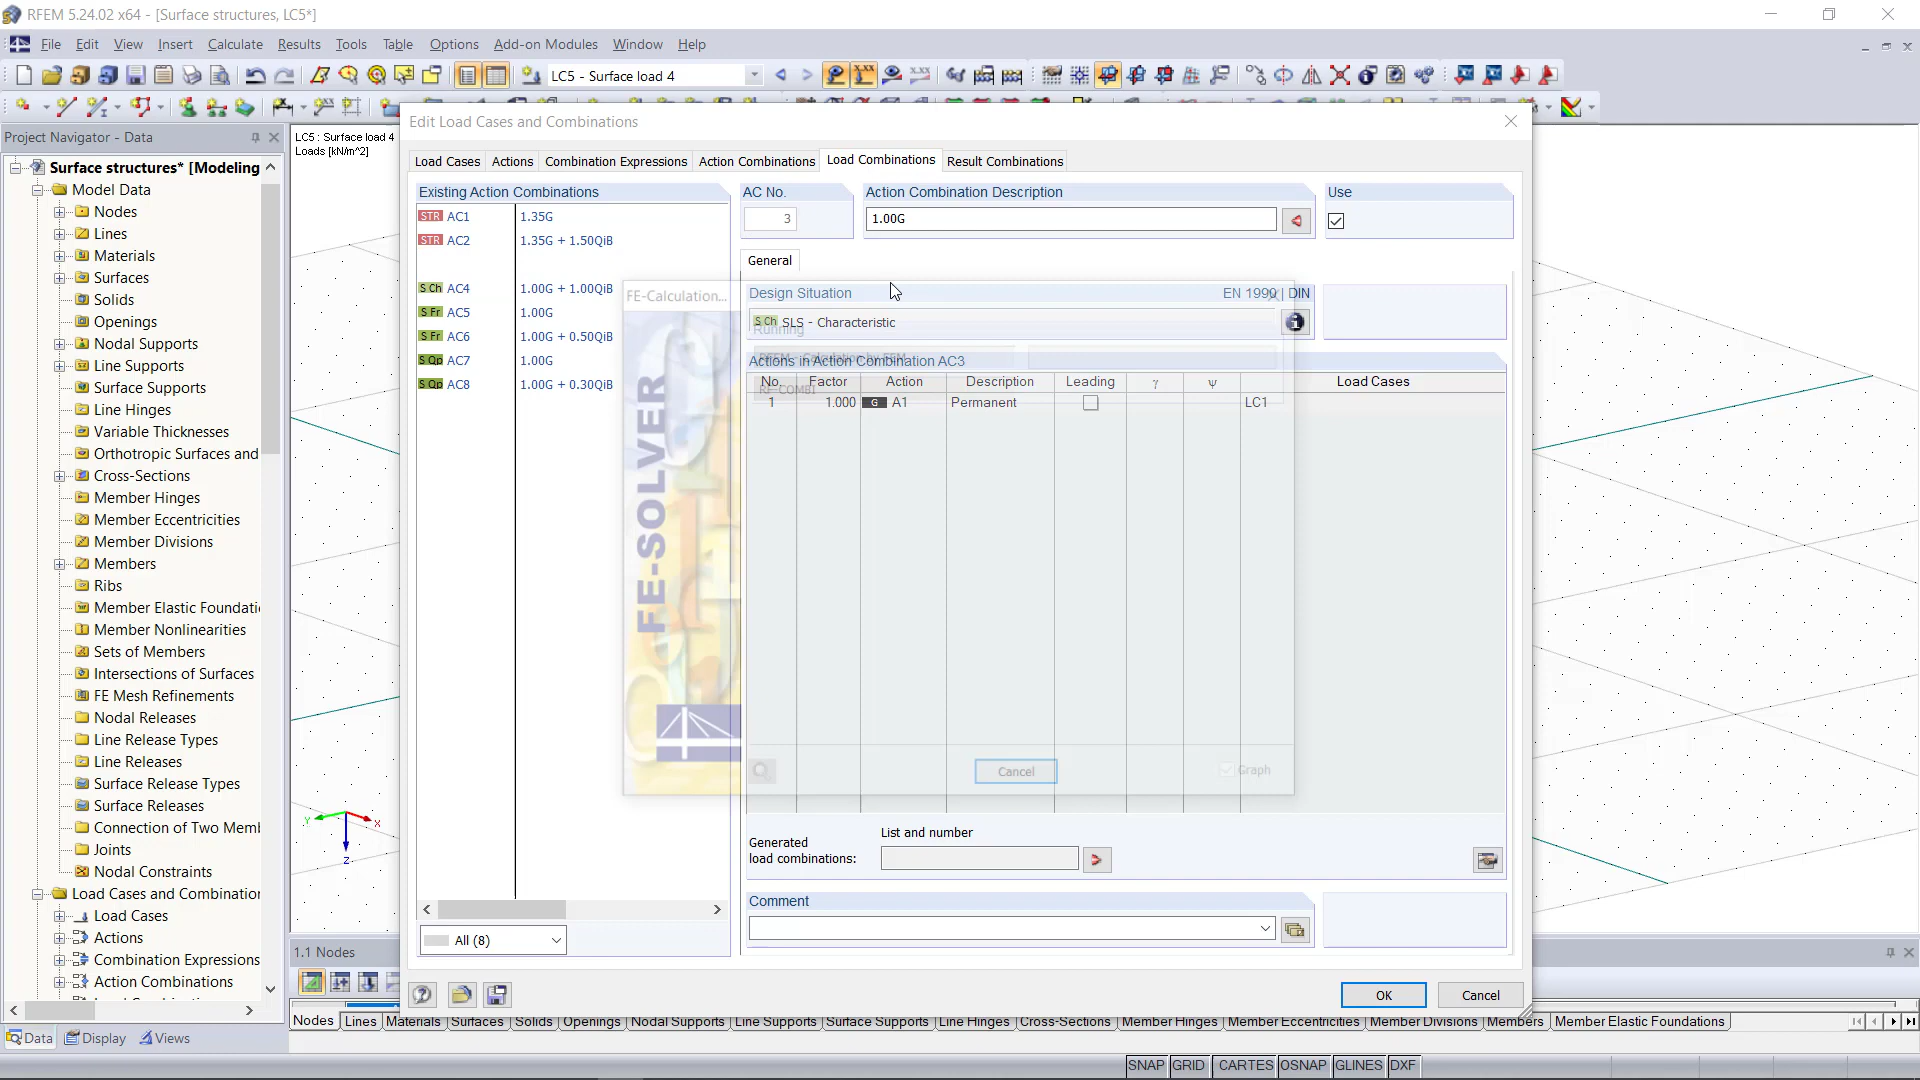 RFEM 5.24.02 x64 - [Surface structures, LC5*]
File Edit View Insert Calculate Results Tools Table Options Add-on Modules Window Help
LC5 - Surface load 4
Project Navigator - Data
Surface structures* [Modeling
Model Data
Nodes
Lines
Materials
Surfaces
Solids
Openings
Nodal Supports
Line Supports
Surface Supports
Line Hinges
Variable Thicknesses
Orthotropic Surfaces and
Cross-Sections
Member Hinges
Member Eccentricities
Member Divisions
Members
Ribs
Member Elastic Foundati
Member Nonlinearities
Sets of Members
Intersections of Surfaces
FE Mesh Refinements
Nodal Releases
Line Release Types
Line Releases
Surface Release Types
Surface Releases
Connection of Two Memb
Joints
Nodal Constraints
Load Cases and Combination
Load Cases
Actions
Combination Expressions
Action Combinations
Data Display Views
LC5 : Surface load 4
Loads [kN/m^2]
Y X
Z
Edit Load Cases and Combinations
Load Cases Actions Combination Expressions Action Combinations Load Combinations Result Combinations
Existing Action Combinations
STR AC1 1.35G
STR AC2 1.35G + 1.50QiB
S Ch AC4 1.00G + 1.00QiB
S Fr AC5 1.00G
S Fr AC6 1.00G + 0.50QiB
S Qp AC7 1.00G
S Qp AC8 1.00G + 0.30QiB
All (8)
AC No.
3
Action Combination Description
1.00G
Use
General
Design Situation EN 1990 | DIN
S Ch SLS - Characteristic
Actions in Action Combination AC3
No. Factor Action Description Leading γ ψ Load Cases
1 1.000 G A1 Permanent LC1
FE-Calculation...
Running
RFEM - Calculation by FEM
RF-COMBI
FE-SOLVER
Cancel
Graph
Generated
load combinations:
List and number
Comment
OK
Cancel
1.1 Nodes
Nodes Lines Materials Surfaces Solids Openings Nodal Supports Line Supports Surface Supports Line Hinges Cross-Sections Member Hinges Member Eccentricities Member Divisions Members Member Elastic Foundations
SNAP GRID CARTES OSNAP GLINES DXF